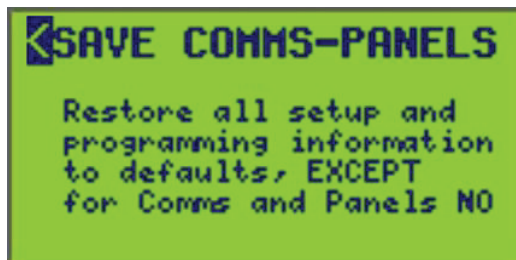 <SAVE COMMS-PANELS
Restore all setup and
programming information
to defaults, EXCEPT
for Comms and Panels NO